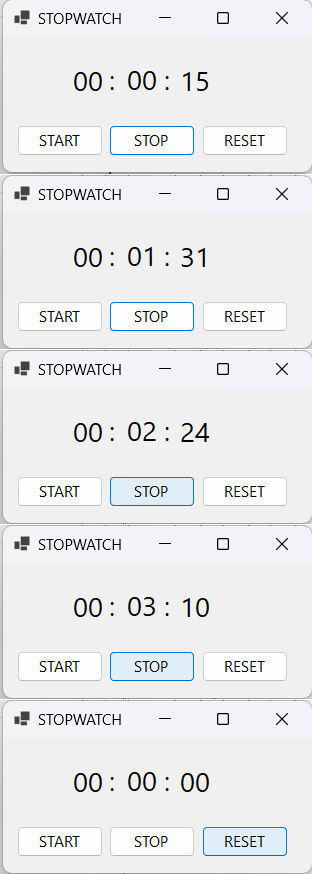 STOPWATCH
00 : 00 : 15
START STOP RESET
STOPWATCH
00 : 01 : 31
START STOP RESET
STOPWATCH
00 : 02 : 24
START STOP RESET
STOPWATCH
00 : 03 : 10
START STOP RESET
STOPWATCH
00 : 00 : 00
START STOP RESET